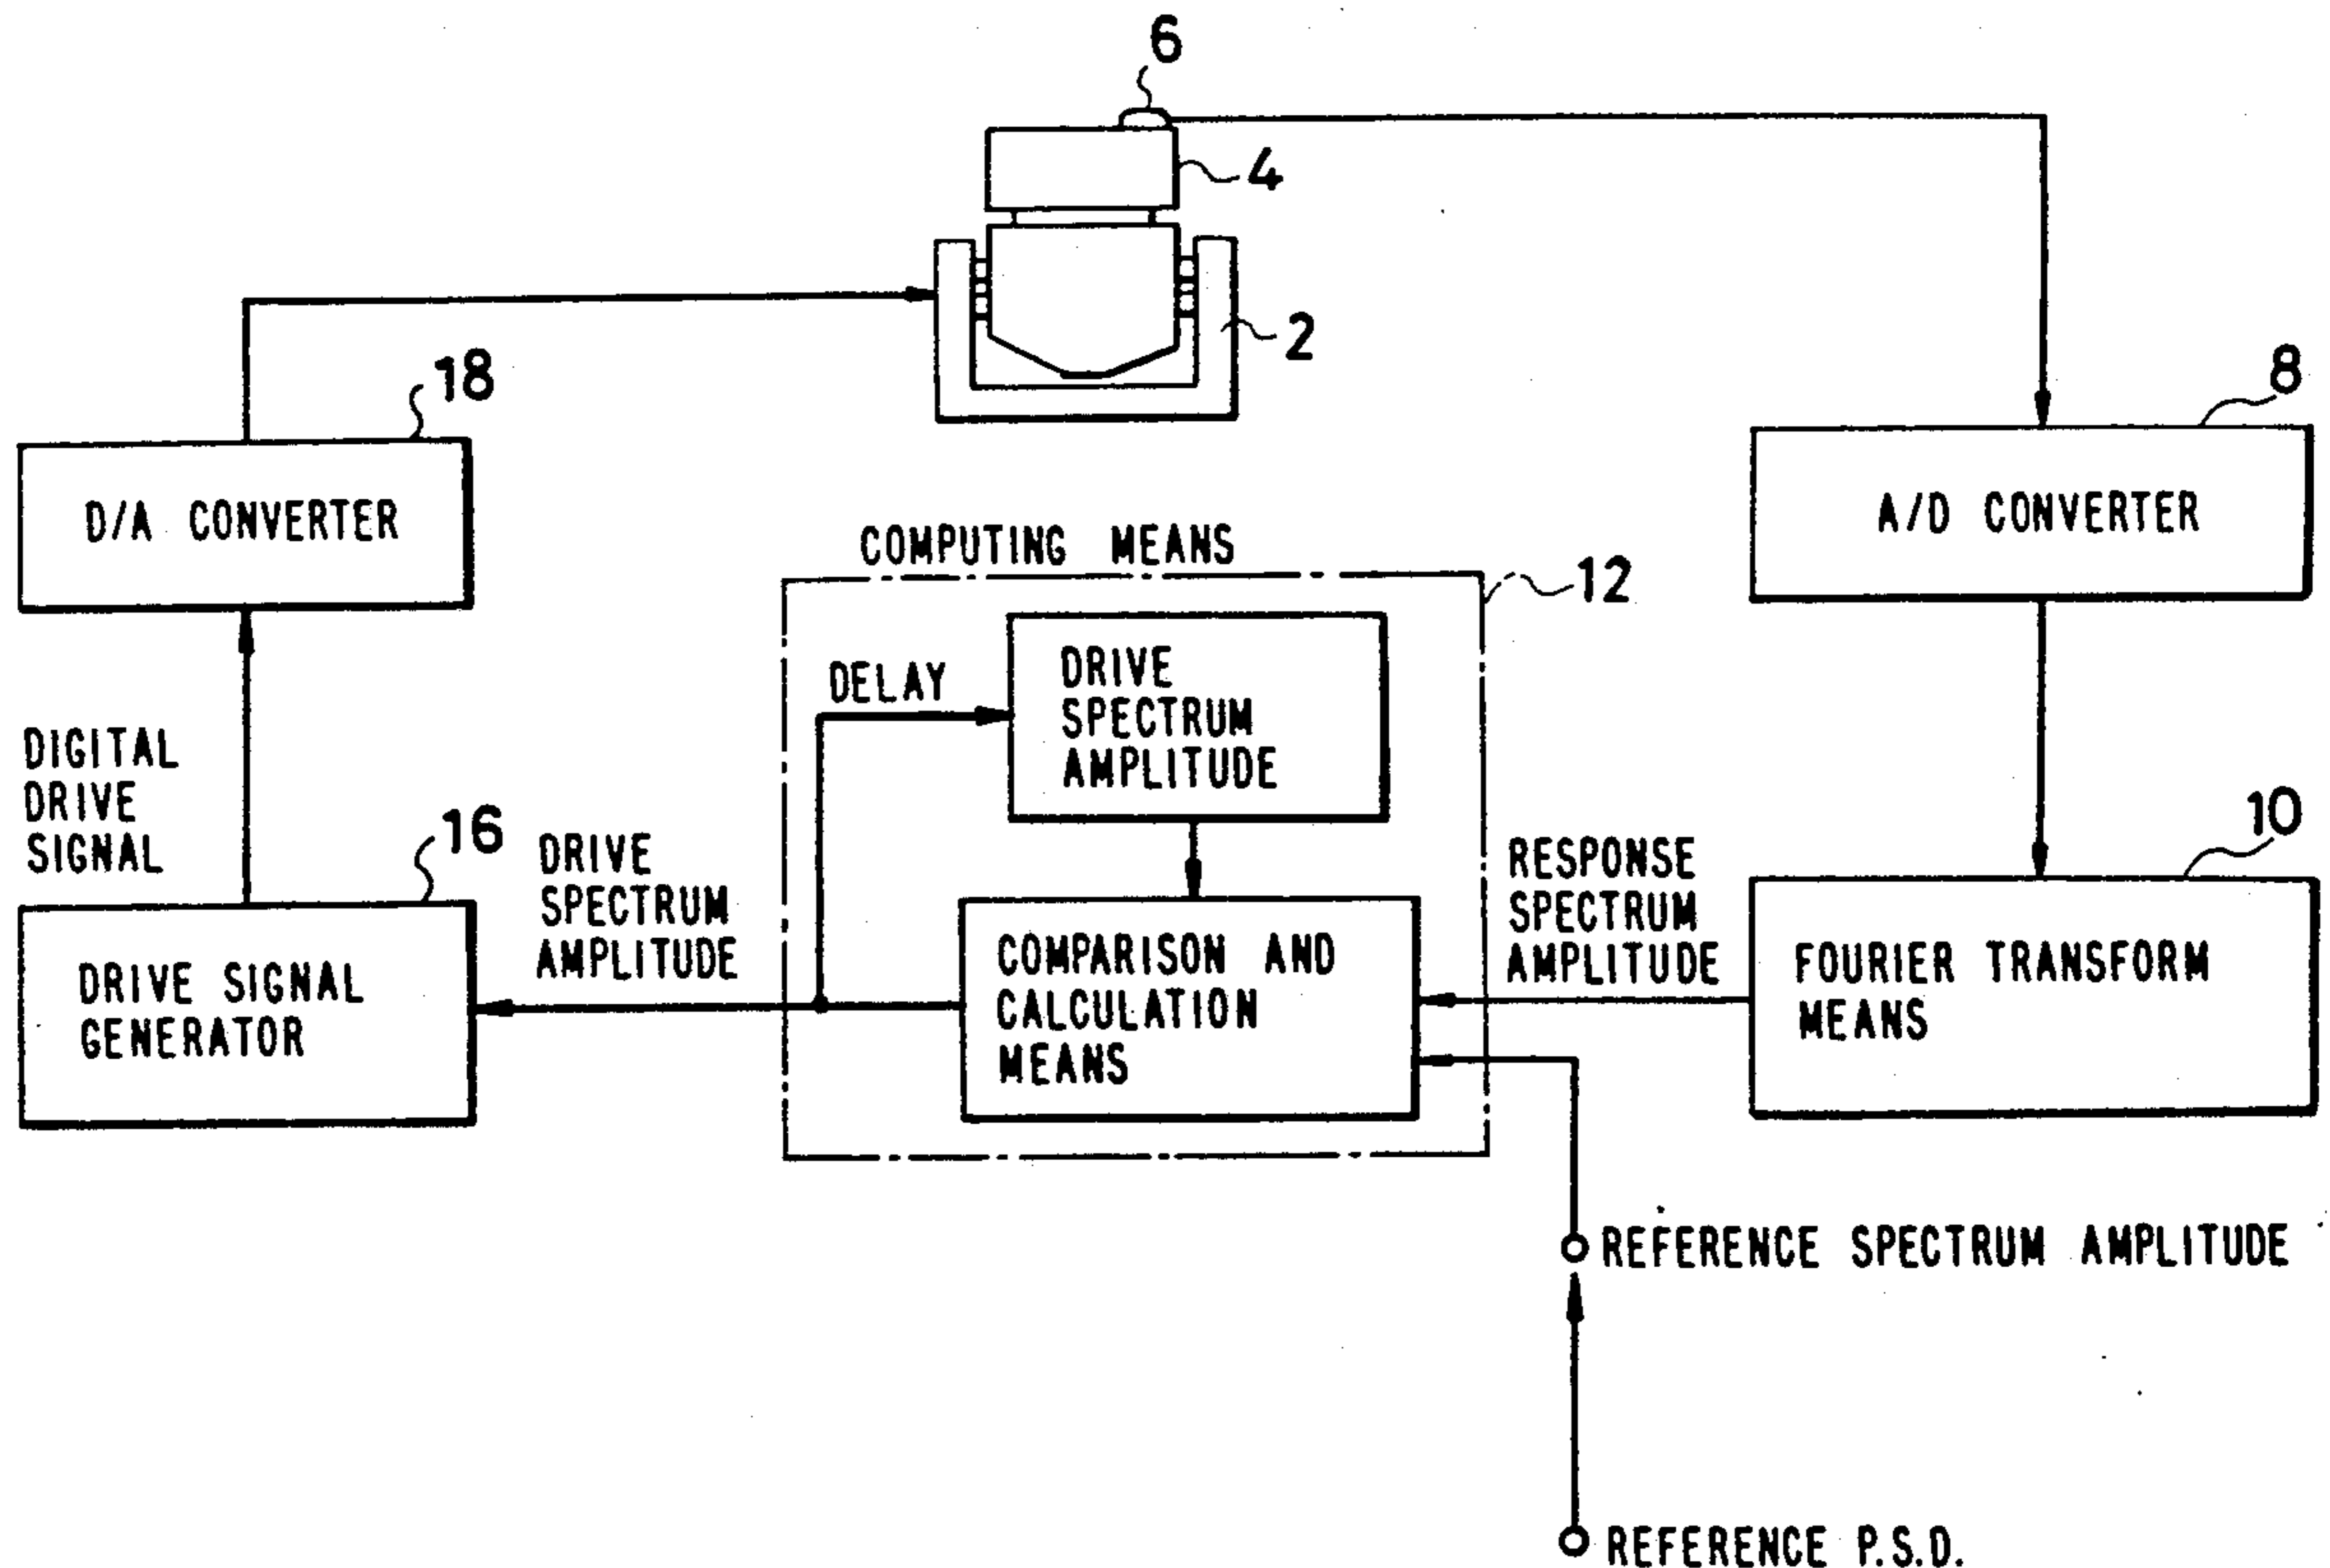 6
4
2
18
8
D/A CONVERTER
A/D CONVERTER
COMPUTING MEANS
12
DELAY
DRIVE
SPECTRUM
AMPLITUDE
DIGITAL
DRIVE
SIGNAL
16
DRIVE
SPECTRUM
AMPLITUDE
RESPONSE
SPECTRUM
AMPLITUDE
10
DRIVE SIGNAL
GENERATOR
COMPARISON AND
CALCULATION
MEANS
FOURIER TRANSFORM
MEANS
REFERENCE SPECTRUM AMPLITUDE
REFERENCE P.S.D.